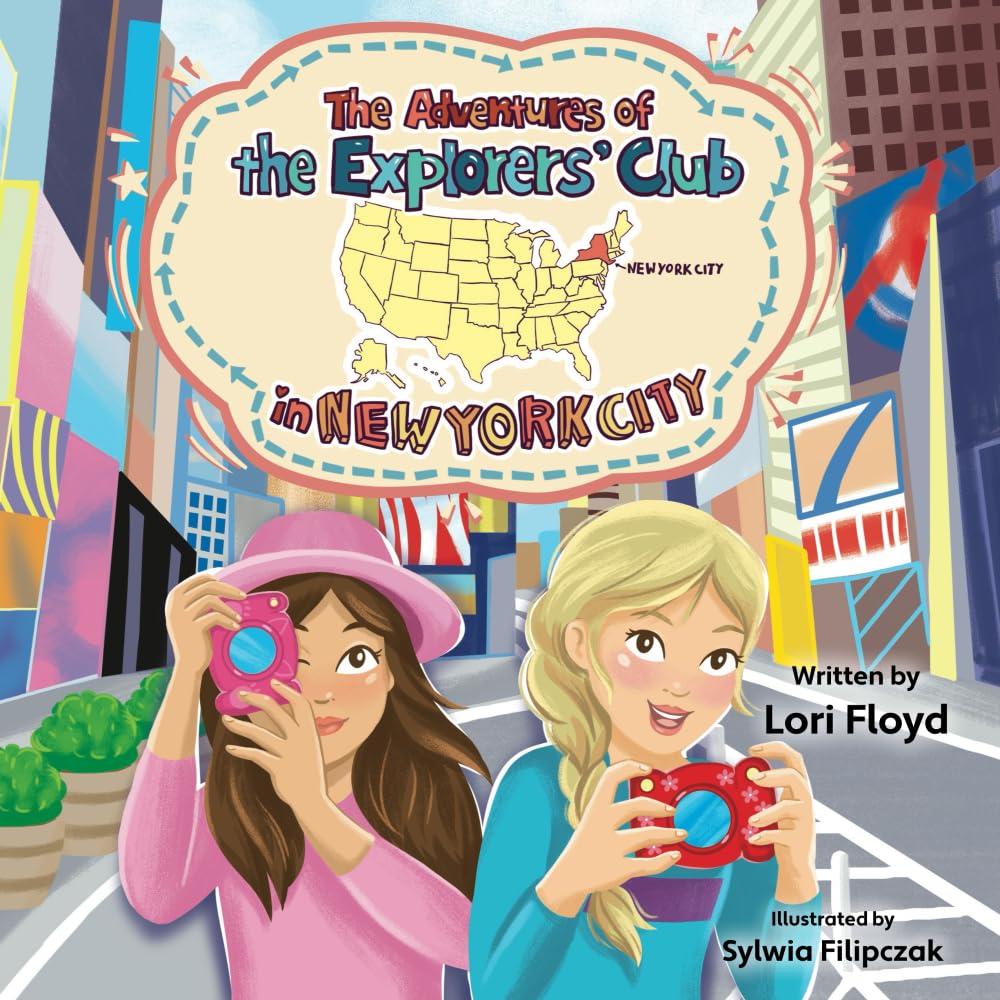 The Adventures of
the Explorers' Club
NEW YORK CITY
in NEW YORK CITY
Written by
Lori Floyd
Illustrated by
Sylwia Filipczak